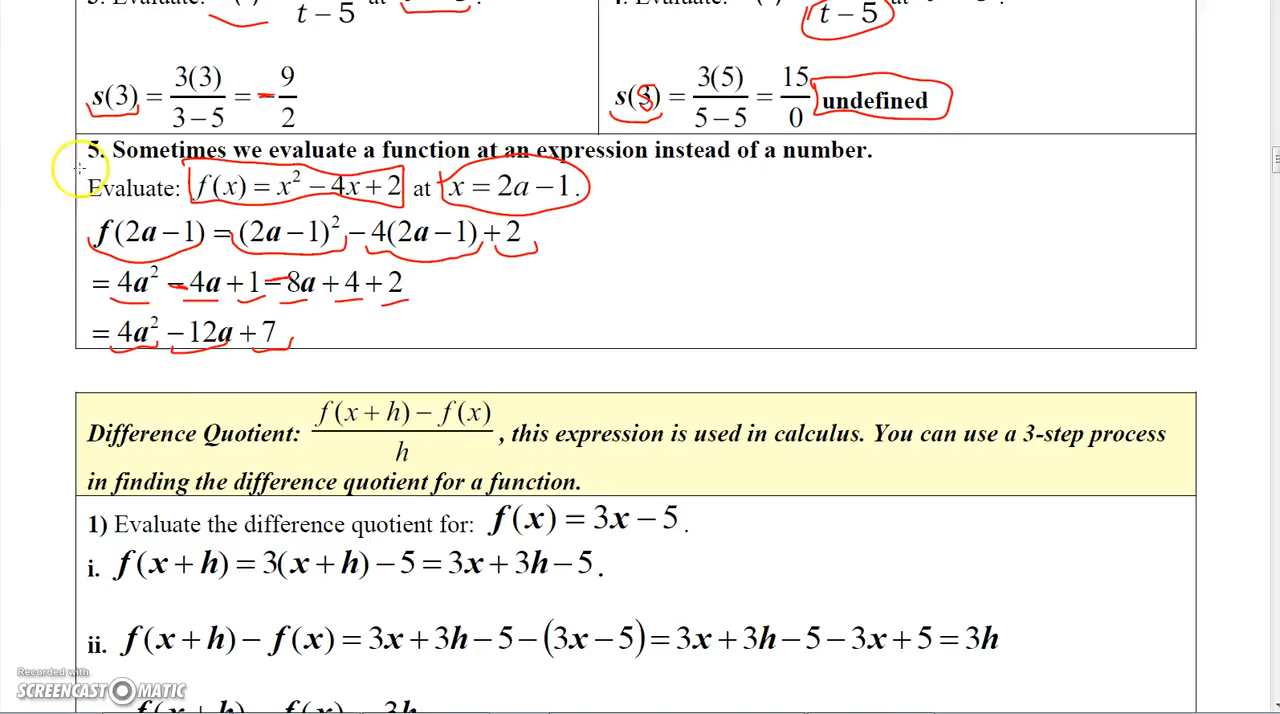 t − 5
t − 5
s(3) = 3(3)/(3 − 5) = − 9/2
s(5) = 3(5)/(5 − 5) = 15/0 undefined
5. Sometimes we evaluate a function at an expression instead of a number.
Evaluate: f(x) = x² − 4x + 2 at x = 2a − 1.
f(2a − 1) = (2a − 1)² − 4(2a − 1) + 2
= 4a² − 4a + 1 − 8a + 4 + 2
= 4a² − 12a + 7
Difference Quotient: (f(x + h) − f(x))/h , this expression is used in calculus. You can use a 3-step process
in finding the difference quotient for a function.
1) Evaluate the difference quotient for: f(x) = 3x − 5.
i. f(x + h) = 3(x + h) − 5 = 3x + 3h − 5.
ii. f(x + h) − f(x) = 3x + 3h − 5 − (3x − 5) = 3x + 3h − 5 − 3x + 5 = 3h
Recorded with
SCREENCAST-O-MATIC
f(x + h) − f(x) 3h